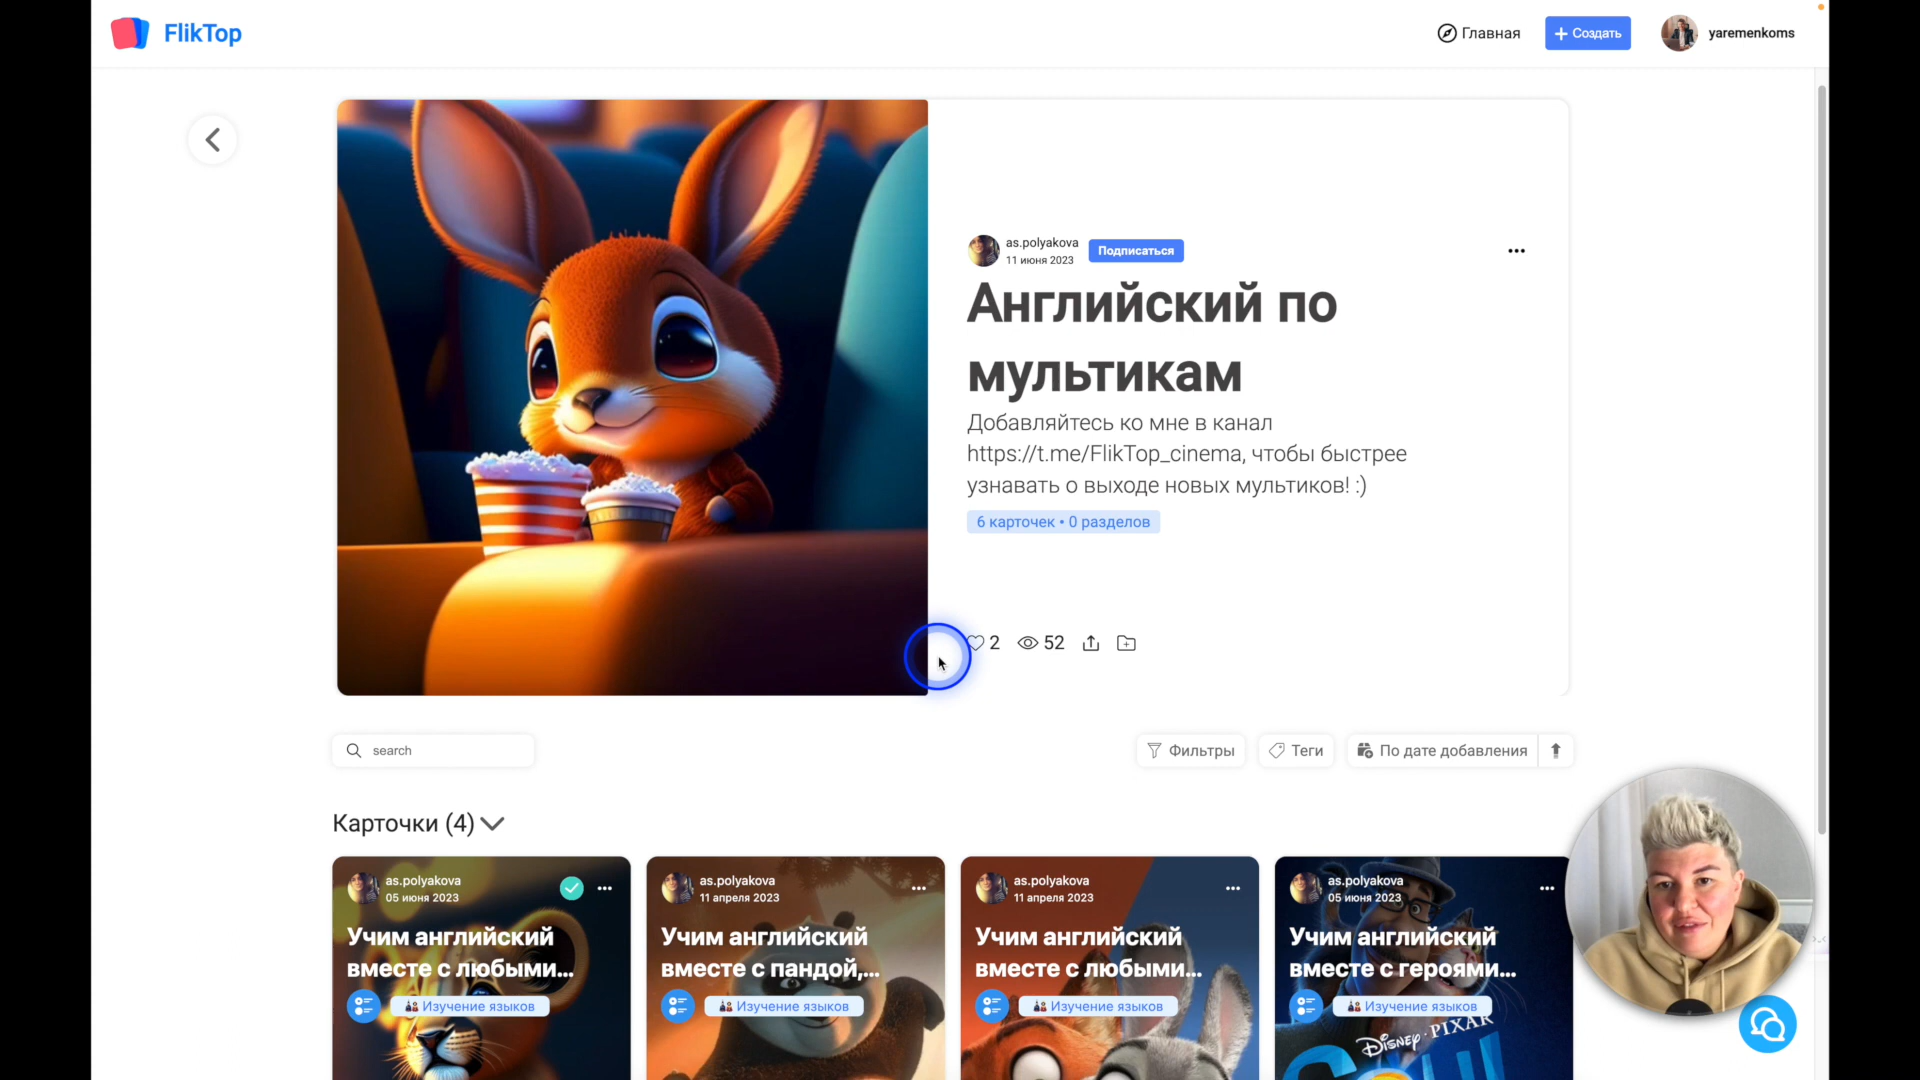 FlikTop
Главная
Создать
yaremenkoms
as.polyakova
11 июня 2023
Подписаться
Английский по
мультикам
Добавляйтесь ко мне в канал
https://t.me/FlikTop_cinema, чтобы быстрее
узнавать о выходе новых мультиков! :)
6 карточек • 0 разделов
2
52
search
Фильтры
Теги
По дате добавления
Карточки (4)
as.polyakova
05 июня 2023
Учим английский
вместе с любыми...
Изучение языков
as.polyakova
11 апреля 2023
Учим английский
вместе с пандой,...
Изучение языков
as.polyakova
11 апреля 2023
Учим английский
вместе с любыми...
Изучение языков
as.polyakova
05 июня 2023
Учим английский
вместе с героями...
Изучение языков
DISNEY · PIXAR